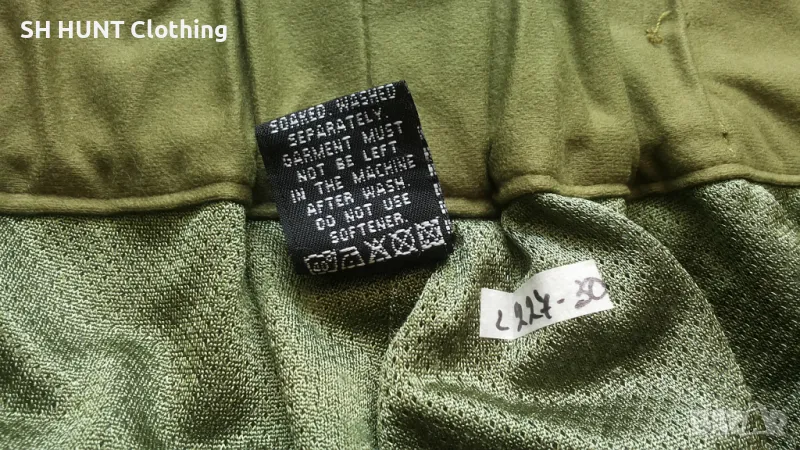 SH HUNT Clothing
SOAKED WASHED
SEPARATELY.
GARMENT MUST
NOT BE LEFT
IN THE MACHINE
AFTER WASH.
DO NOT USE
SOFTENER.
L227-30